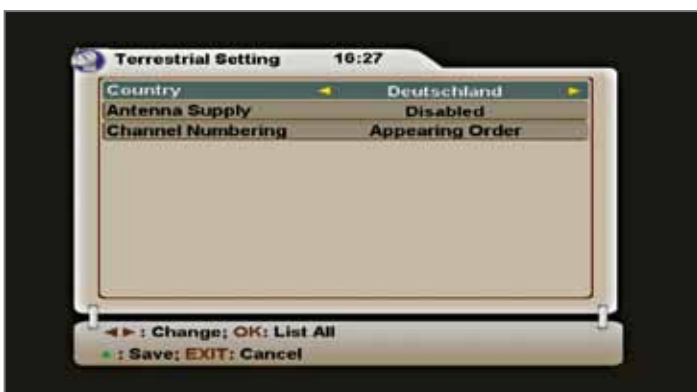 Terrestrial Setting 16:27
Country ◄ Deutschland ►
Antenna Supply Disabled
Channel Numbering Appearing Order
◄ ► : Change; OK: List All
: Save; EXIT: Cancel